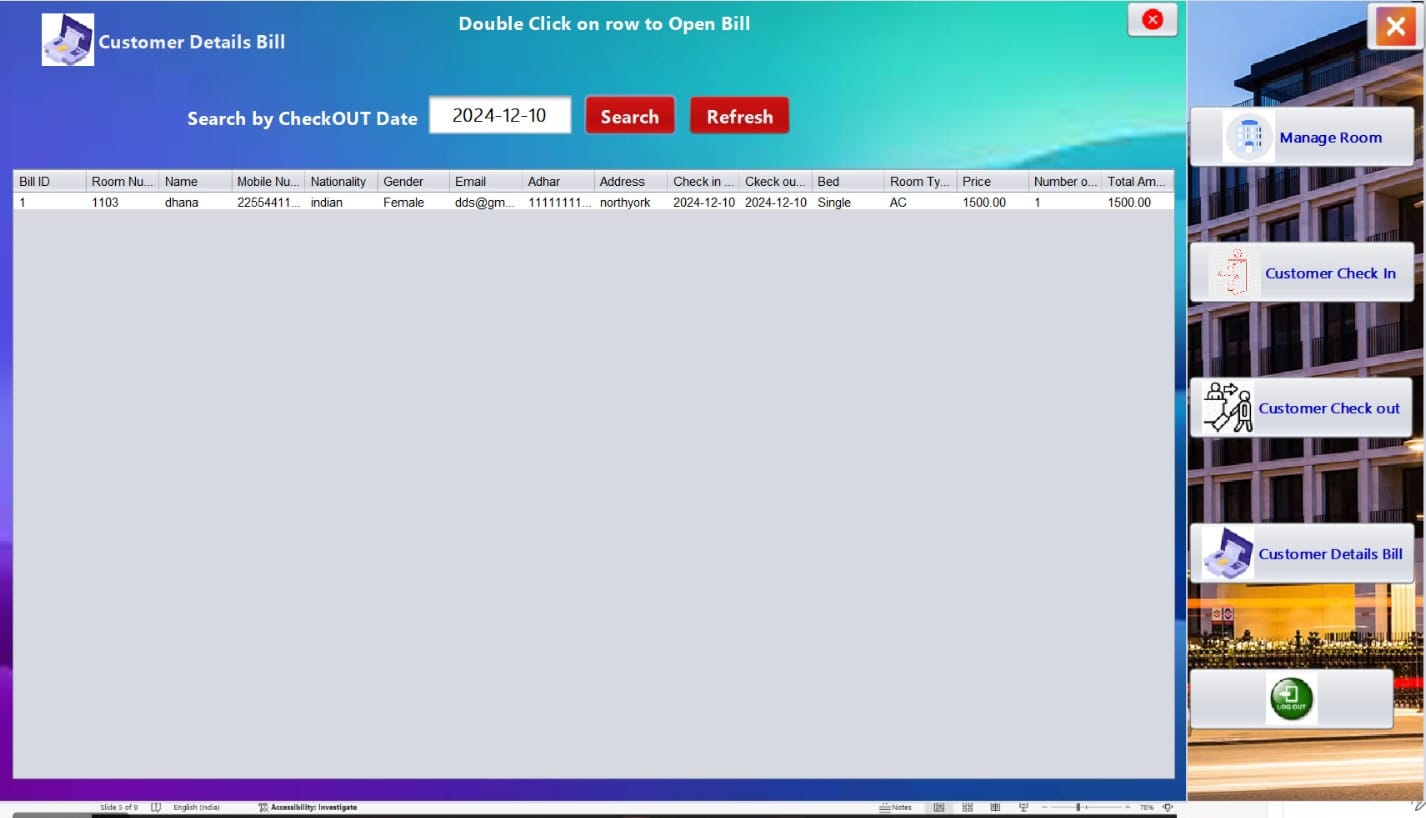 Double Click on row to Open Bill
Customer Details Bill
Search by CheckOUT Date 2024-12-10 Search Refresh
Bill ID Room Nu... Name Mobile Nu... Nationality Gender Email Adhar Address Check in ... Ckeck ou... Bed Room Ty... Price Number o... Total Am...
1 1103 dhana 22554411... indian Female dds@gm... 11111111... northyork 2024-12-10 2024-12-10 Single AC 1500.00 1 1500.00
Manage Room
Customer Check In
Customer Check out
Customer Details Bill
LOG OUT
Slide 5 of 9 English (India) Accessibility: Investigate Notes 78%